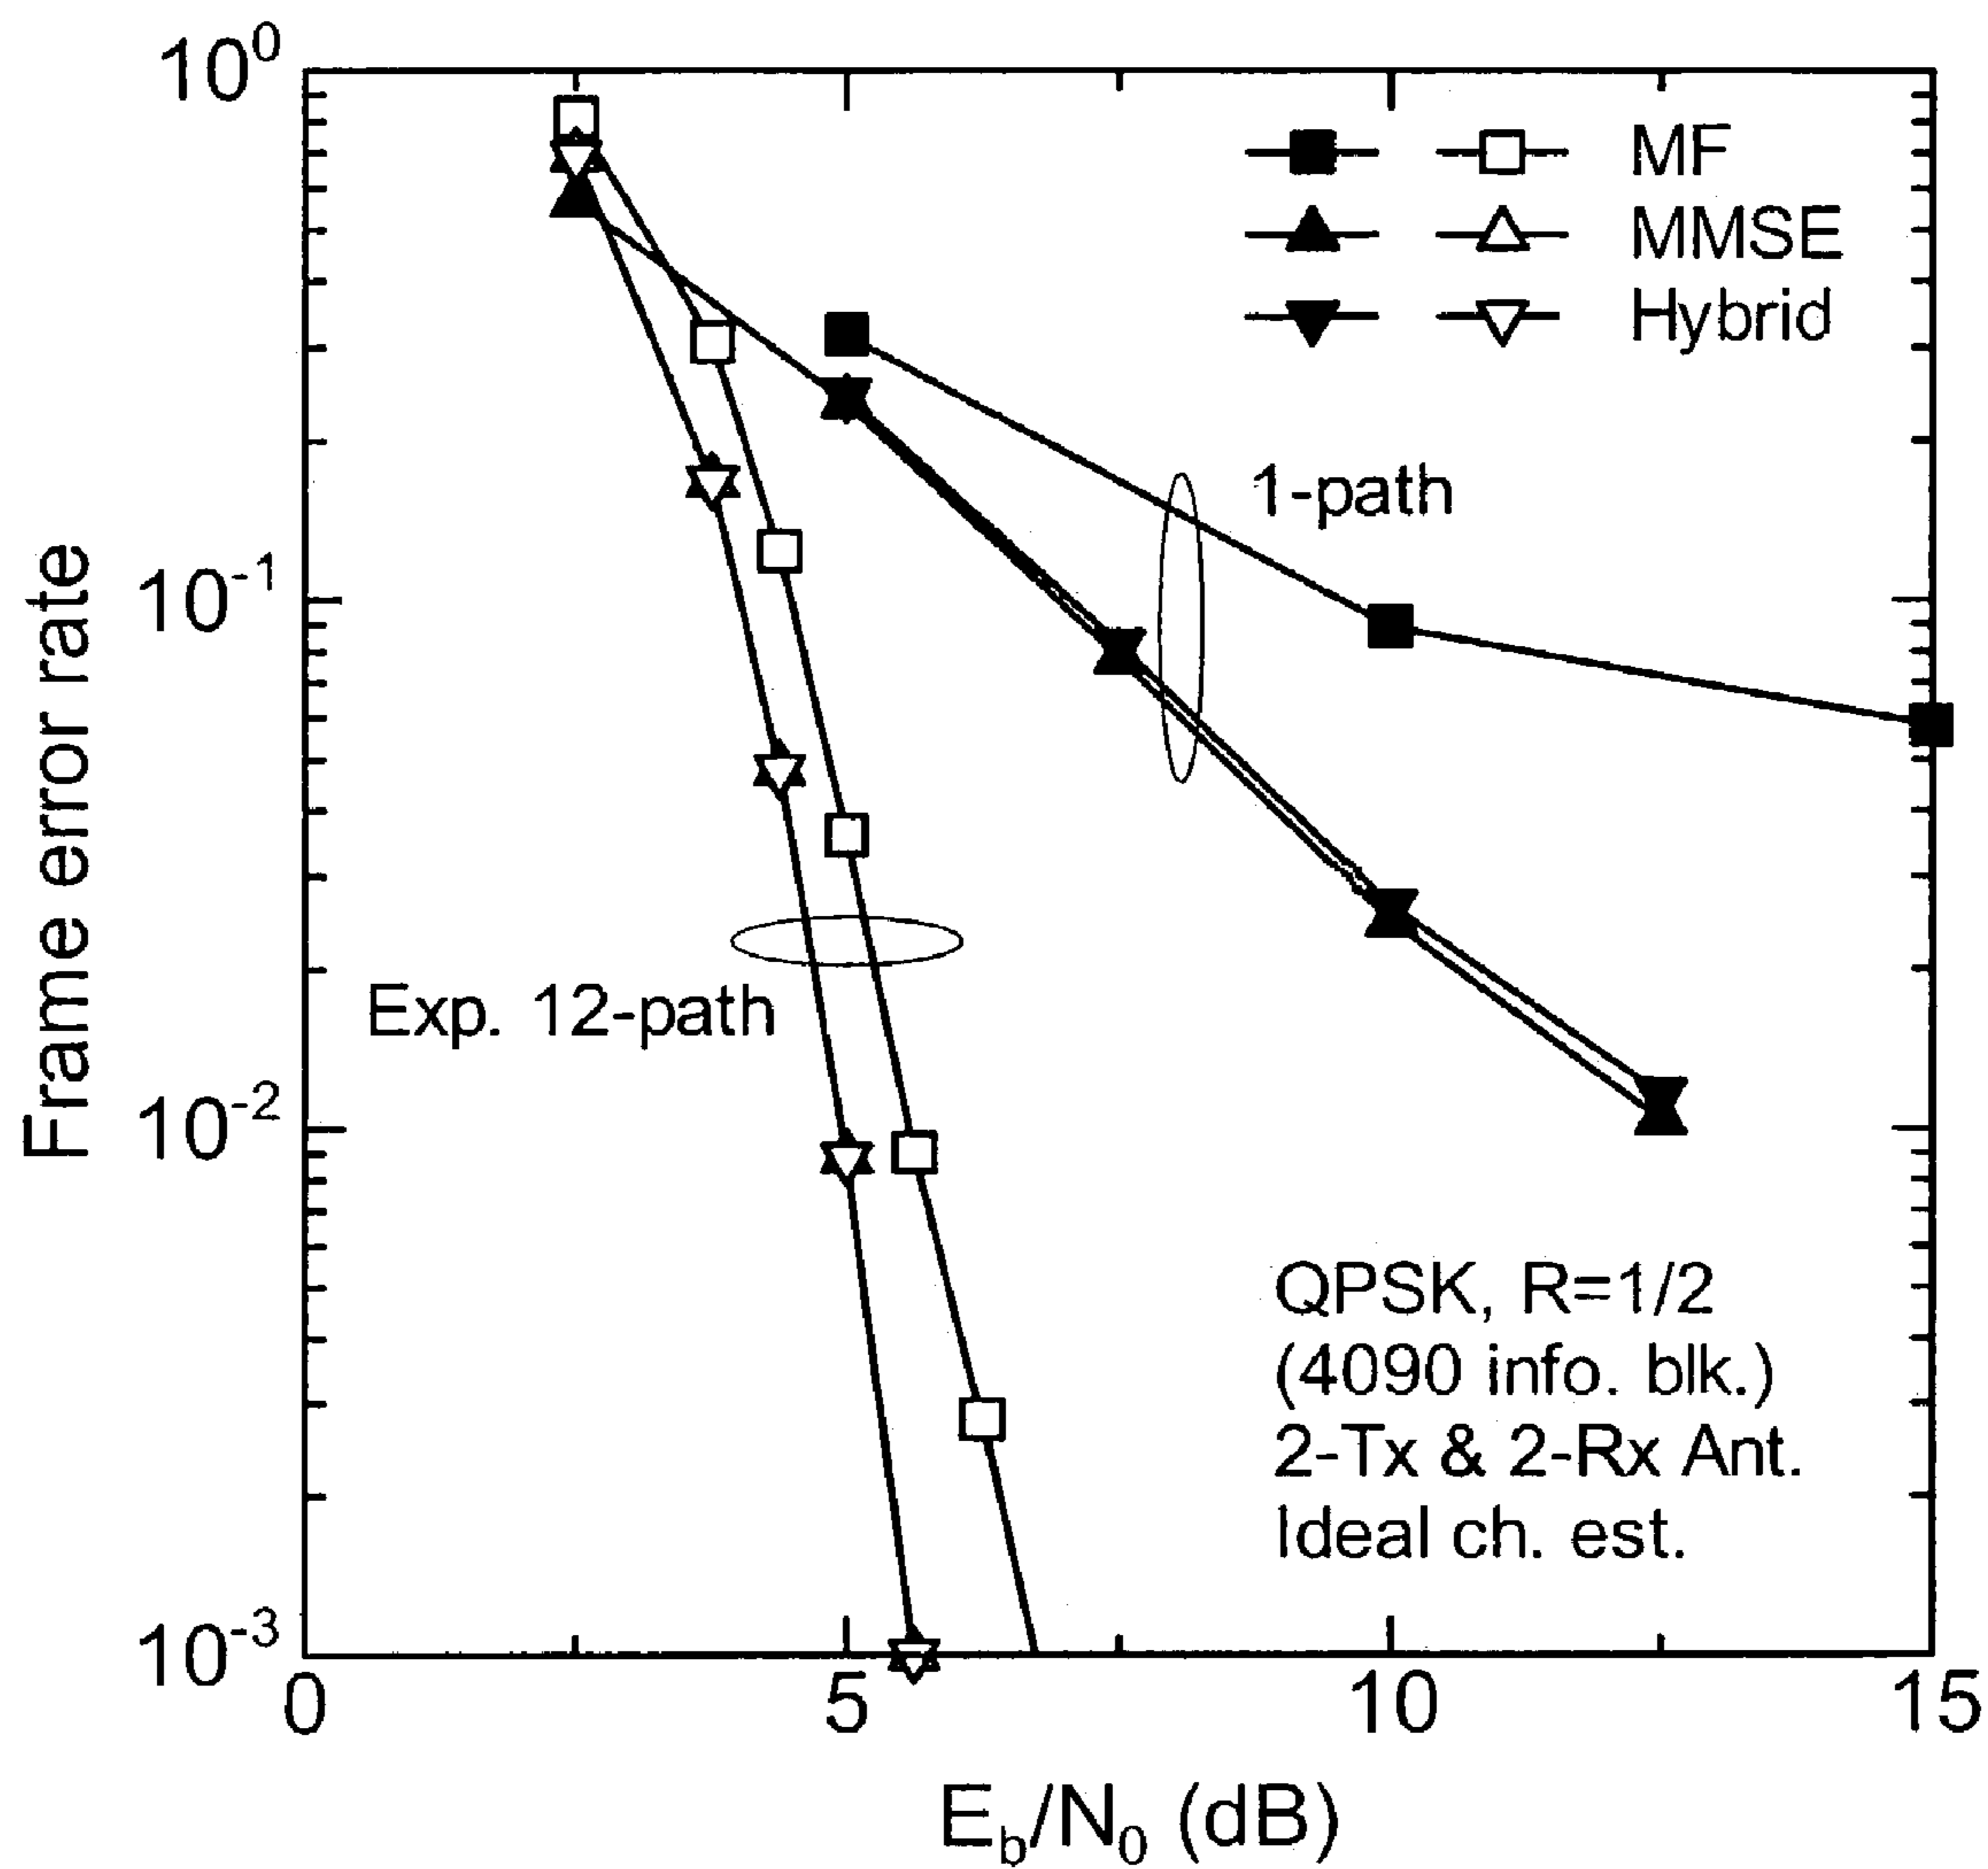 10^0
10^-1
10^-2
10^-3
Frame error rate
MF
MMSE
Hybrid
1-path
Exp. 12-path
QPSK, R=1/2
(4090 info. blk.)
2-Tx & 2-Rx Ant.
Ideal ch. est.
0 5 10 15
E_b/N_0 (dB)